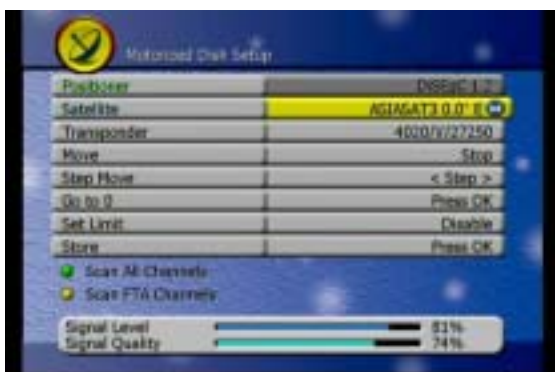 Motorized Disk Setup
Positioner DiSEqC 1.2
Satellite ASIASAT3 0.0° E
Transponder 4020/V/27250
Move Stop
Step Move < Step >
Go to 0 Press OK
Set Limit Disable
Store Press OK
Scan All Channels
Scan FTA Channels
Signal Level 81%
Signal Quality 74%